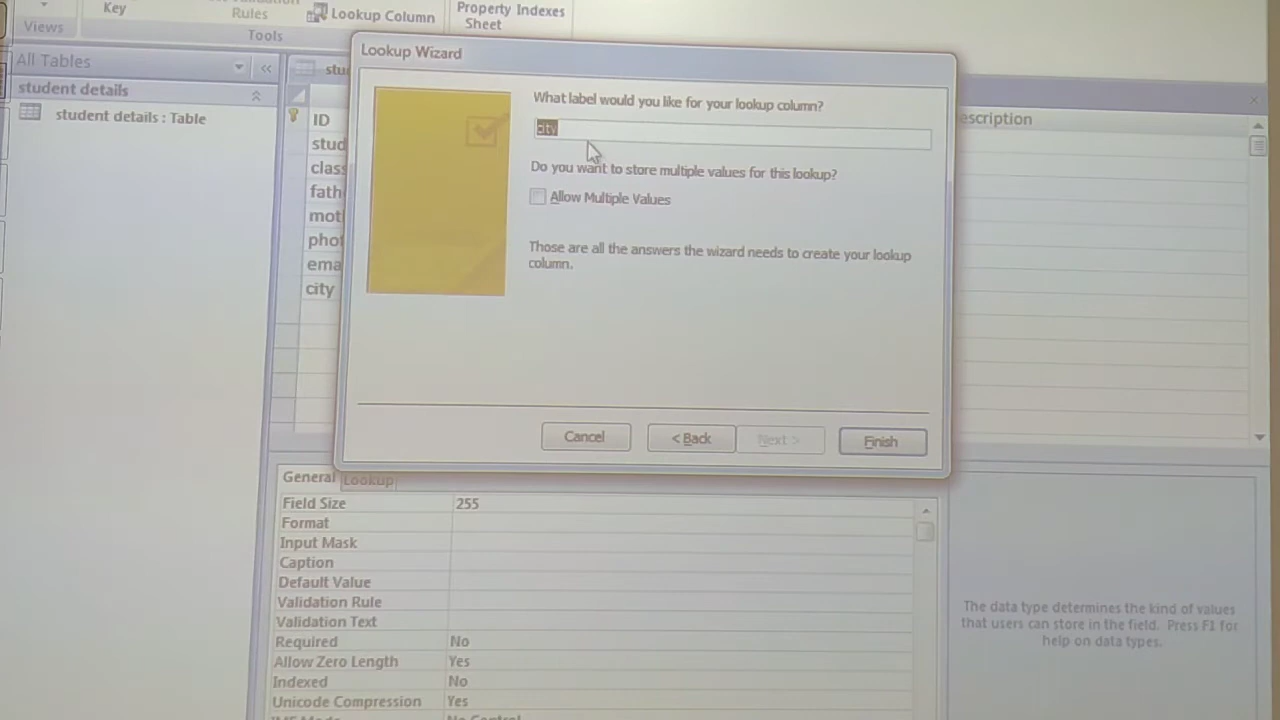 Key
Rules
Lookup Column
Property Indexes
Sheet
Views
Tools
All Tables
«
student details
student details : Table
Lookup Wizard
What label would you like for your lookup column?
city
Do you want to store multiple values for this lookup?
Allow Multiple Values
Those are all the answers the wizard needs to create your lookup
column.
Cancel
< Back
Next >
Finish
ID
stud
class
fath
mot
phot
ema
city
escription
General
Lookup
Field Size 255
Format
Input Mask
Caption
Default Value
Validation Rule
Validation Text
Required No
Allow Zero Length Yes
Indexed No
Unicode Compression Yes
The data type determines the kind of values
that users can store in the field. Press F1 for
help on data types.